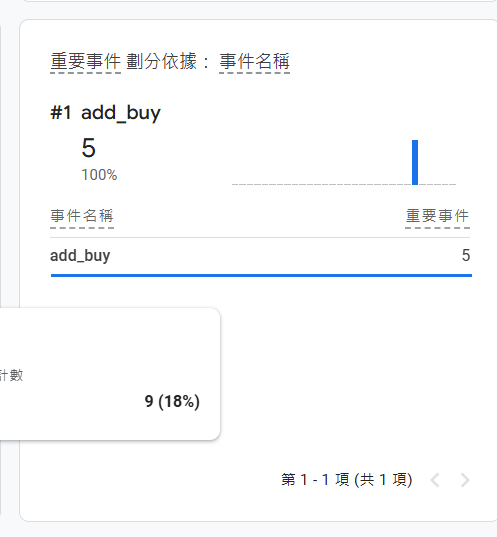 重要事件 劃分依據： 事件名稱
#1 add_buy
5
100%
事件名稱 重要事件
add_buy 5
計數
9 (18%)
第 1 - 1 項 (共 1 項)